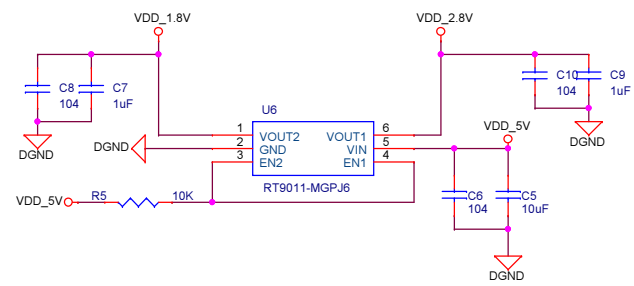 VDD_1.8V
VDD_2.8V
C8
104
C7
1uF
C10
104
C9
1uF
DGND
DGND
U6
1
2
3
VOUT2
GND
EN2
VOUT1
VIN
EN1
6
5
4
DGND
VDD_5V
RT9011-MGPJ6
VDD_5V
R5
10K
C6
104
C5
10uF
DGND